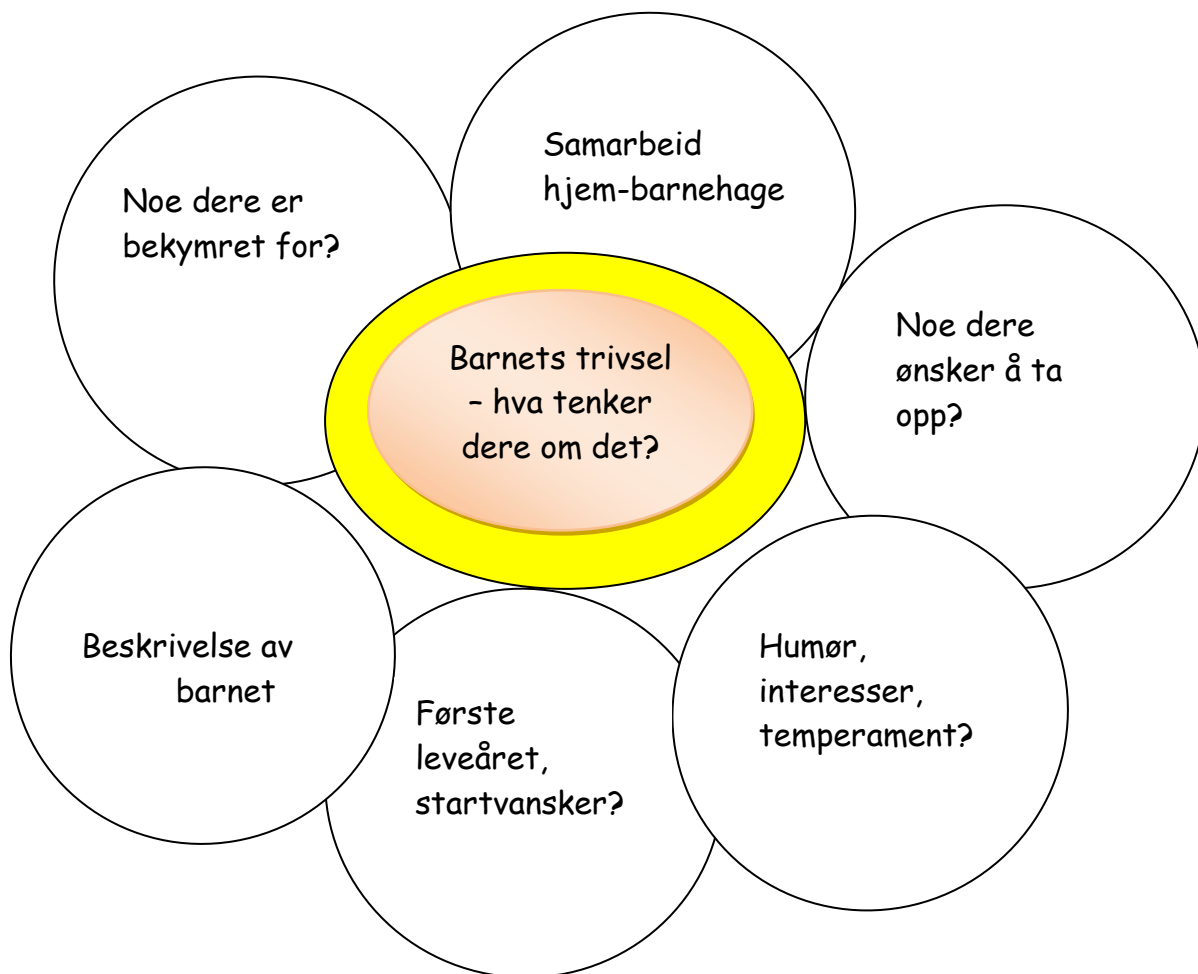 Samarbeid
hjem-barnehage
Noe dere er
bekymret for?
Noe dere
ønsker å ta
opp?
Barnets trivsel
– hva tenker
dere om det?
Beskrivelse av
barnet
Humør,
interesser,
temperament?
Første
leveåret,
startvansker?